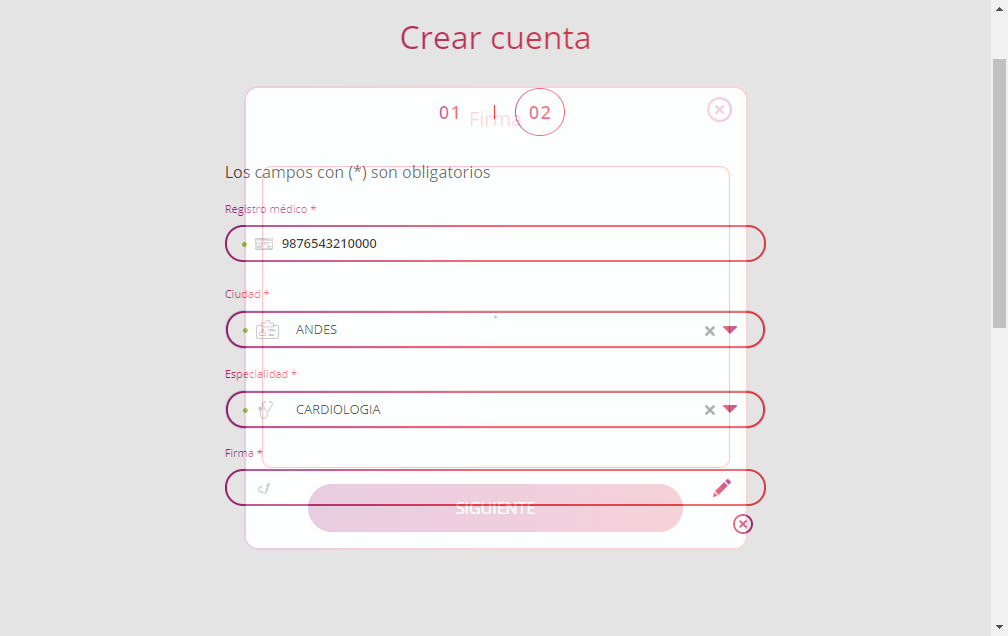 Crear cuenta
01 | 02
Firma
Los campos con (*) son obligatorios
Registro médico *
9876543210000
Ciudad *
ANDES
Especialidad *
CARDIOLOGIA
Firma *
SIGUIENTE